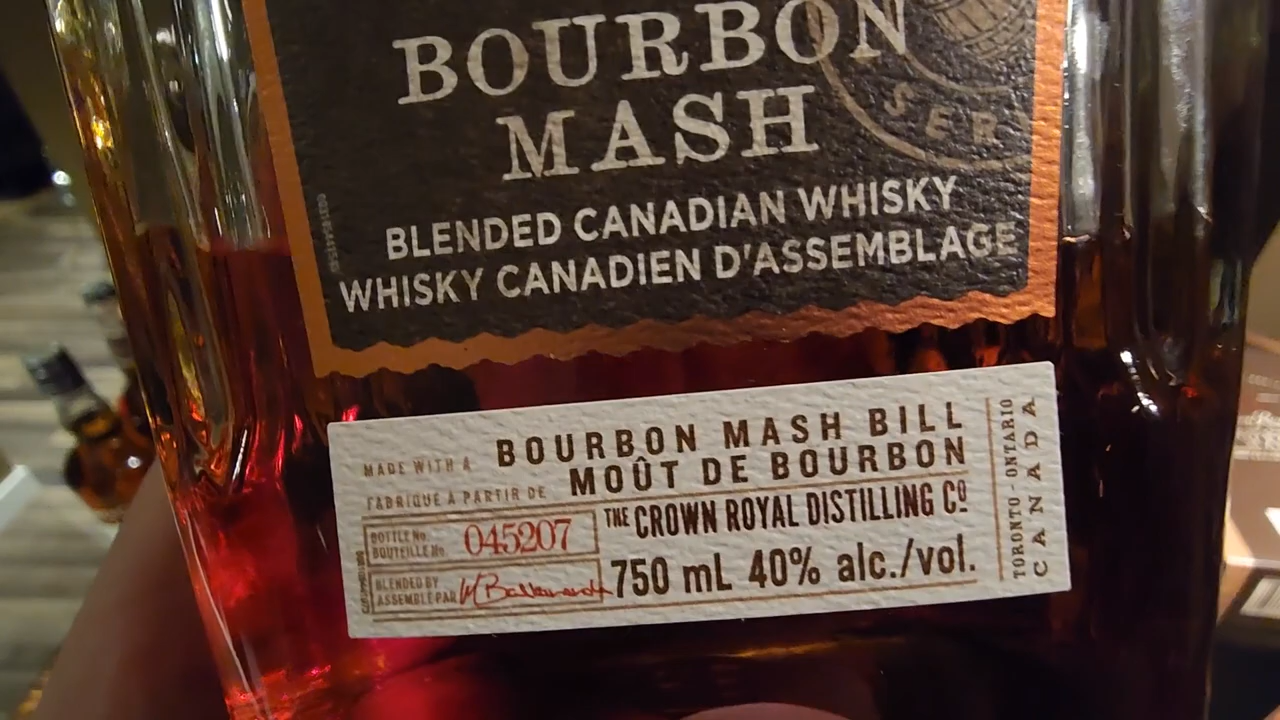 BOURBON
MASH
SER
BLENDED CANADIAN WHISKY
WHISKY CANADIEN D'ASSEMBLAGE
MADE WITH A BOURBON MASH BILL
FABRIQUÉ À PARTIR DE MOÛT DE BOURBON
BOTTLE No.
BOUTEILLE No. 045207
THE CROWN ROYAL DISTILLING Cº
BLENDED BY
ASSEMBLÉ PAR
750 mL 40% alc./vol.
TORONTO - ONTARIO
CANADA